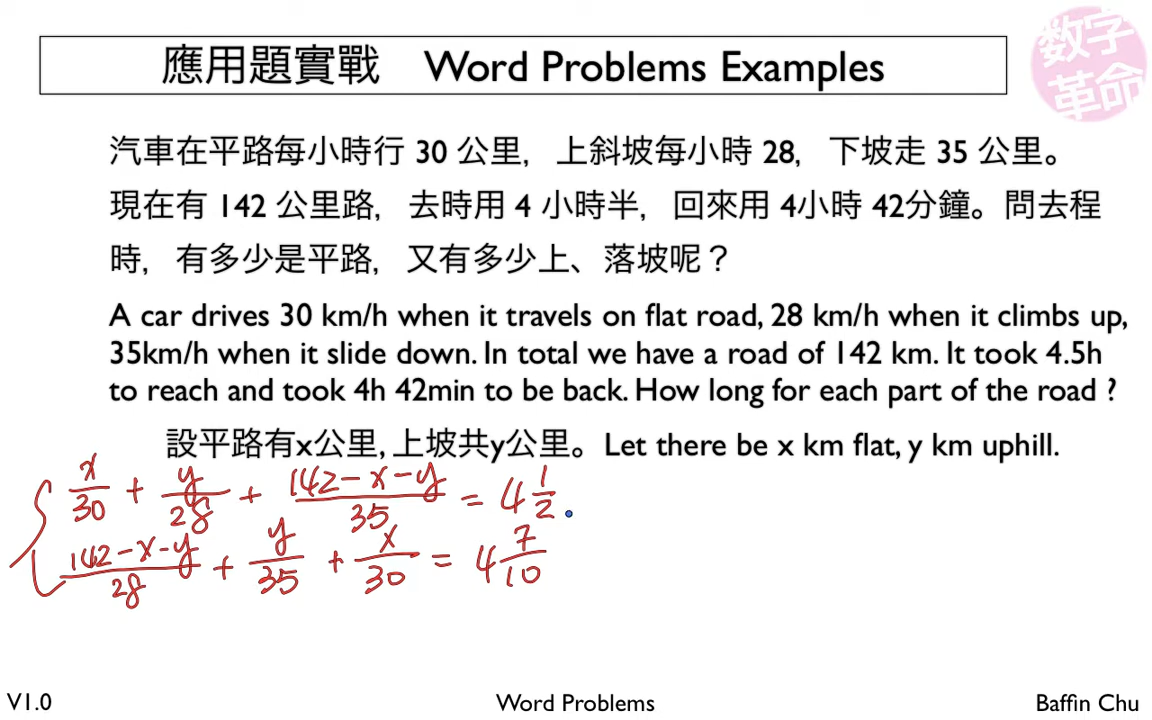 应用題實戰 Word Problems Examples
数字
革命
汽車在平路每小時行 30 公里，上斜坡每小時 28，下坡走 35 公里。
現在有 142 公里路，去時用 4 小時半，回來用 4小時 42分鐘。問去程
時，有多少是平路，又有多少上、落坡呢？
A car drives 30 km/h when it travels on flat road, 28 km/h when it climbs up,
35km/h when it slide down. In total we have a road of 142 km. It took 4.5h
to reach and took 4h 42min to be back. How long for each part of the road ?
設平路有x公里, 上坡共y公里。Let there be x km flat, y km uphill.
x/30 + y/28 + (142-x-y)/35 = 4 1/2
(142-x-y)/28 + y/35 + x/30 = 4 7/10
V1.0 Word Problems Baffin Chu